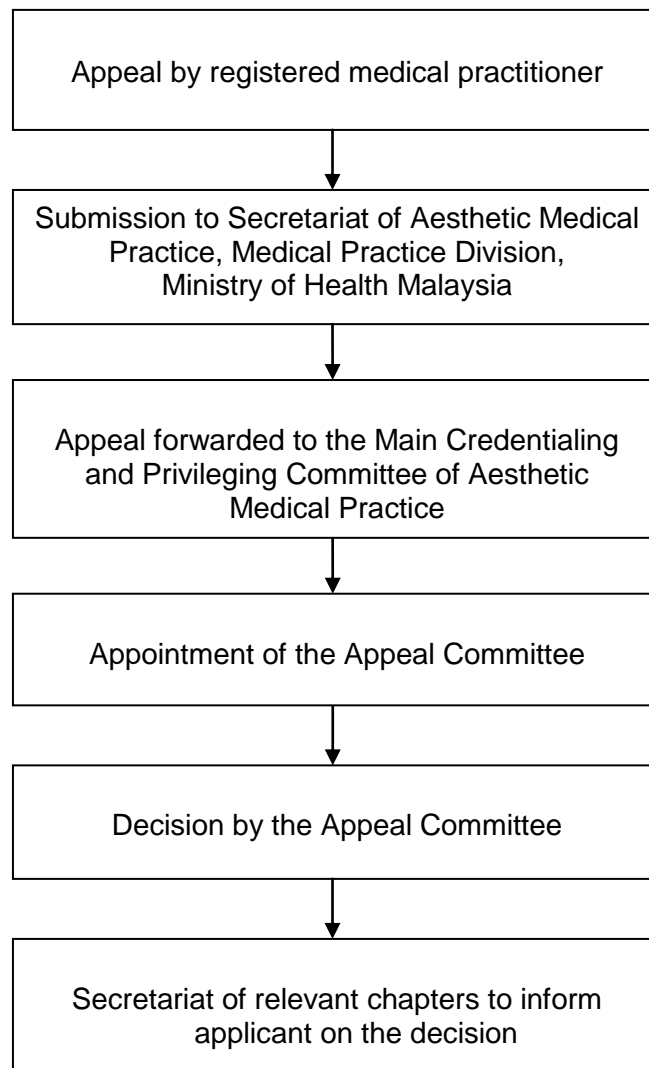 Appeal by registered medical practitioner
Submission to Secretariat of Aesthetic Medical
Practice, Medical Practice Division,
Ministry of Health Malaysia
Appeal forwarded to the Main Credentialing
and Privileging Committee of Aesthetic
Medical Practice
Appointment of the Appeal Committee
Decision by the Appeal Committee
Secretariat of relevant chapters to inform
applicant on the decision